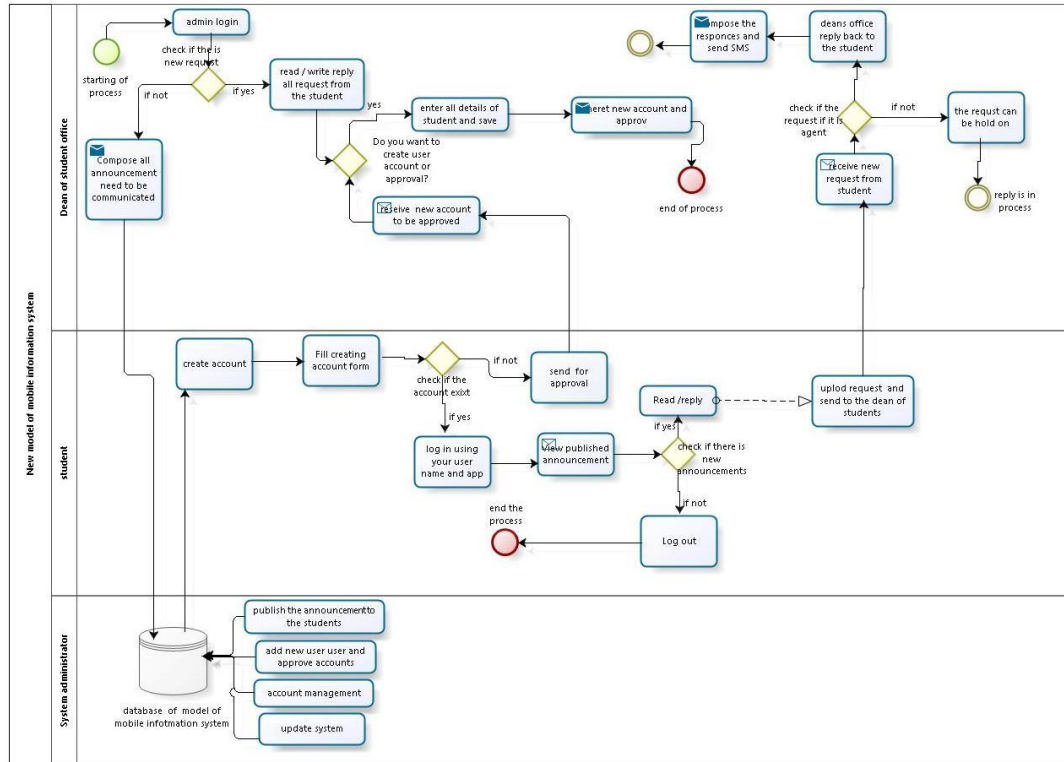 New model of mobile information system
Dean of student office
admin login
starting of
process
check if the is
new request
if not
if yes
Compose all
announcement
need to be
communicated
read / write reply
all request from
the student
yes
Do you want to
create user
account or
approval?
enter all details of
student and save
neret new account and
approv
end of process
reseive new account
to be approved
mpose the
responces and
send SMS
deans office
reply back to
the student
check if the
request if it is
agent
if not
the requst can
be hold on
receive new
request from
student
reply is in
process
student
create account
Fill creating
account form
check if the
account exixt
if not
send for
approval
if yes
log in using
your user
name and app
view published
announcement
Read /reply
if yes
check if there is
new
announcements
if not
Log out
end the
process
uplod request and
send to the dean of
students
System administrator
database of model of
mobile infotmation system
publish the announcement to
the students
add new user user and
approve accounts
account management
update system